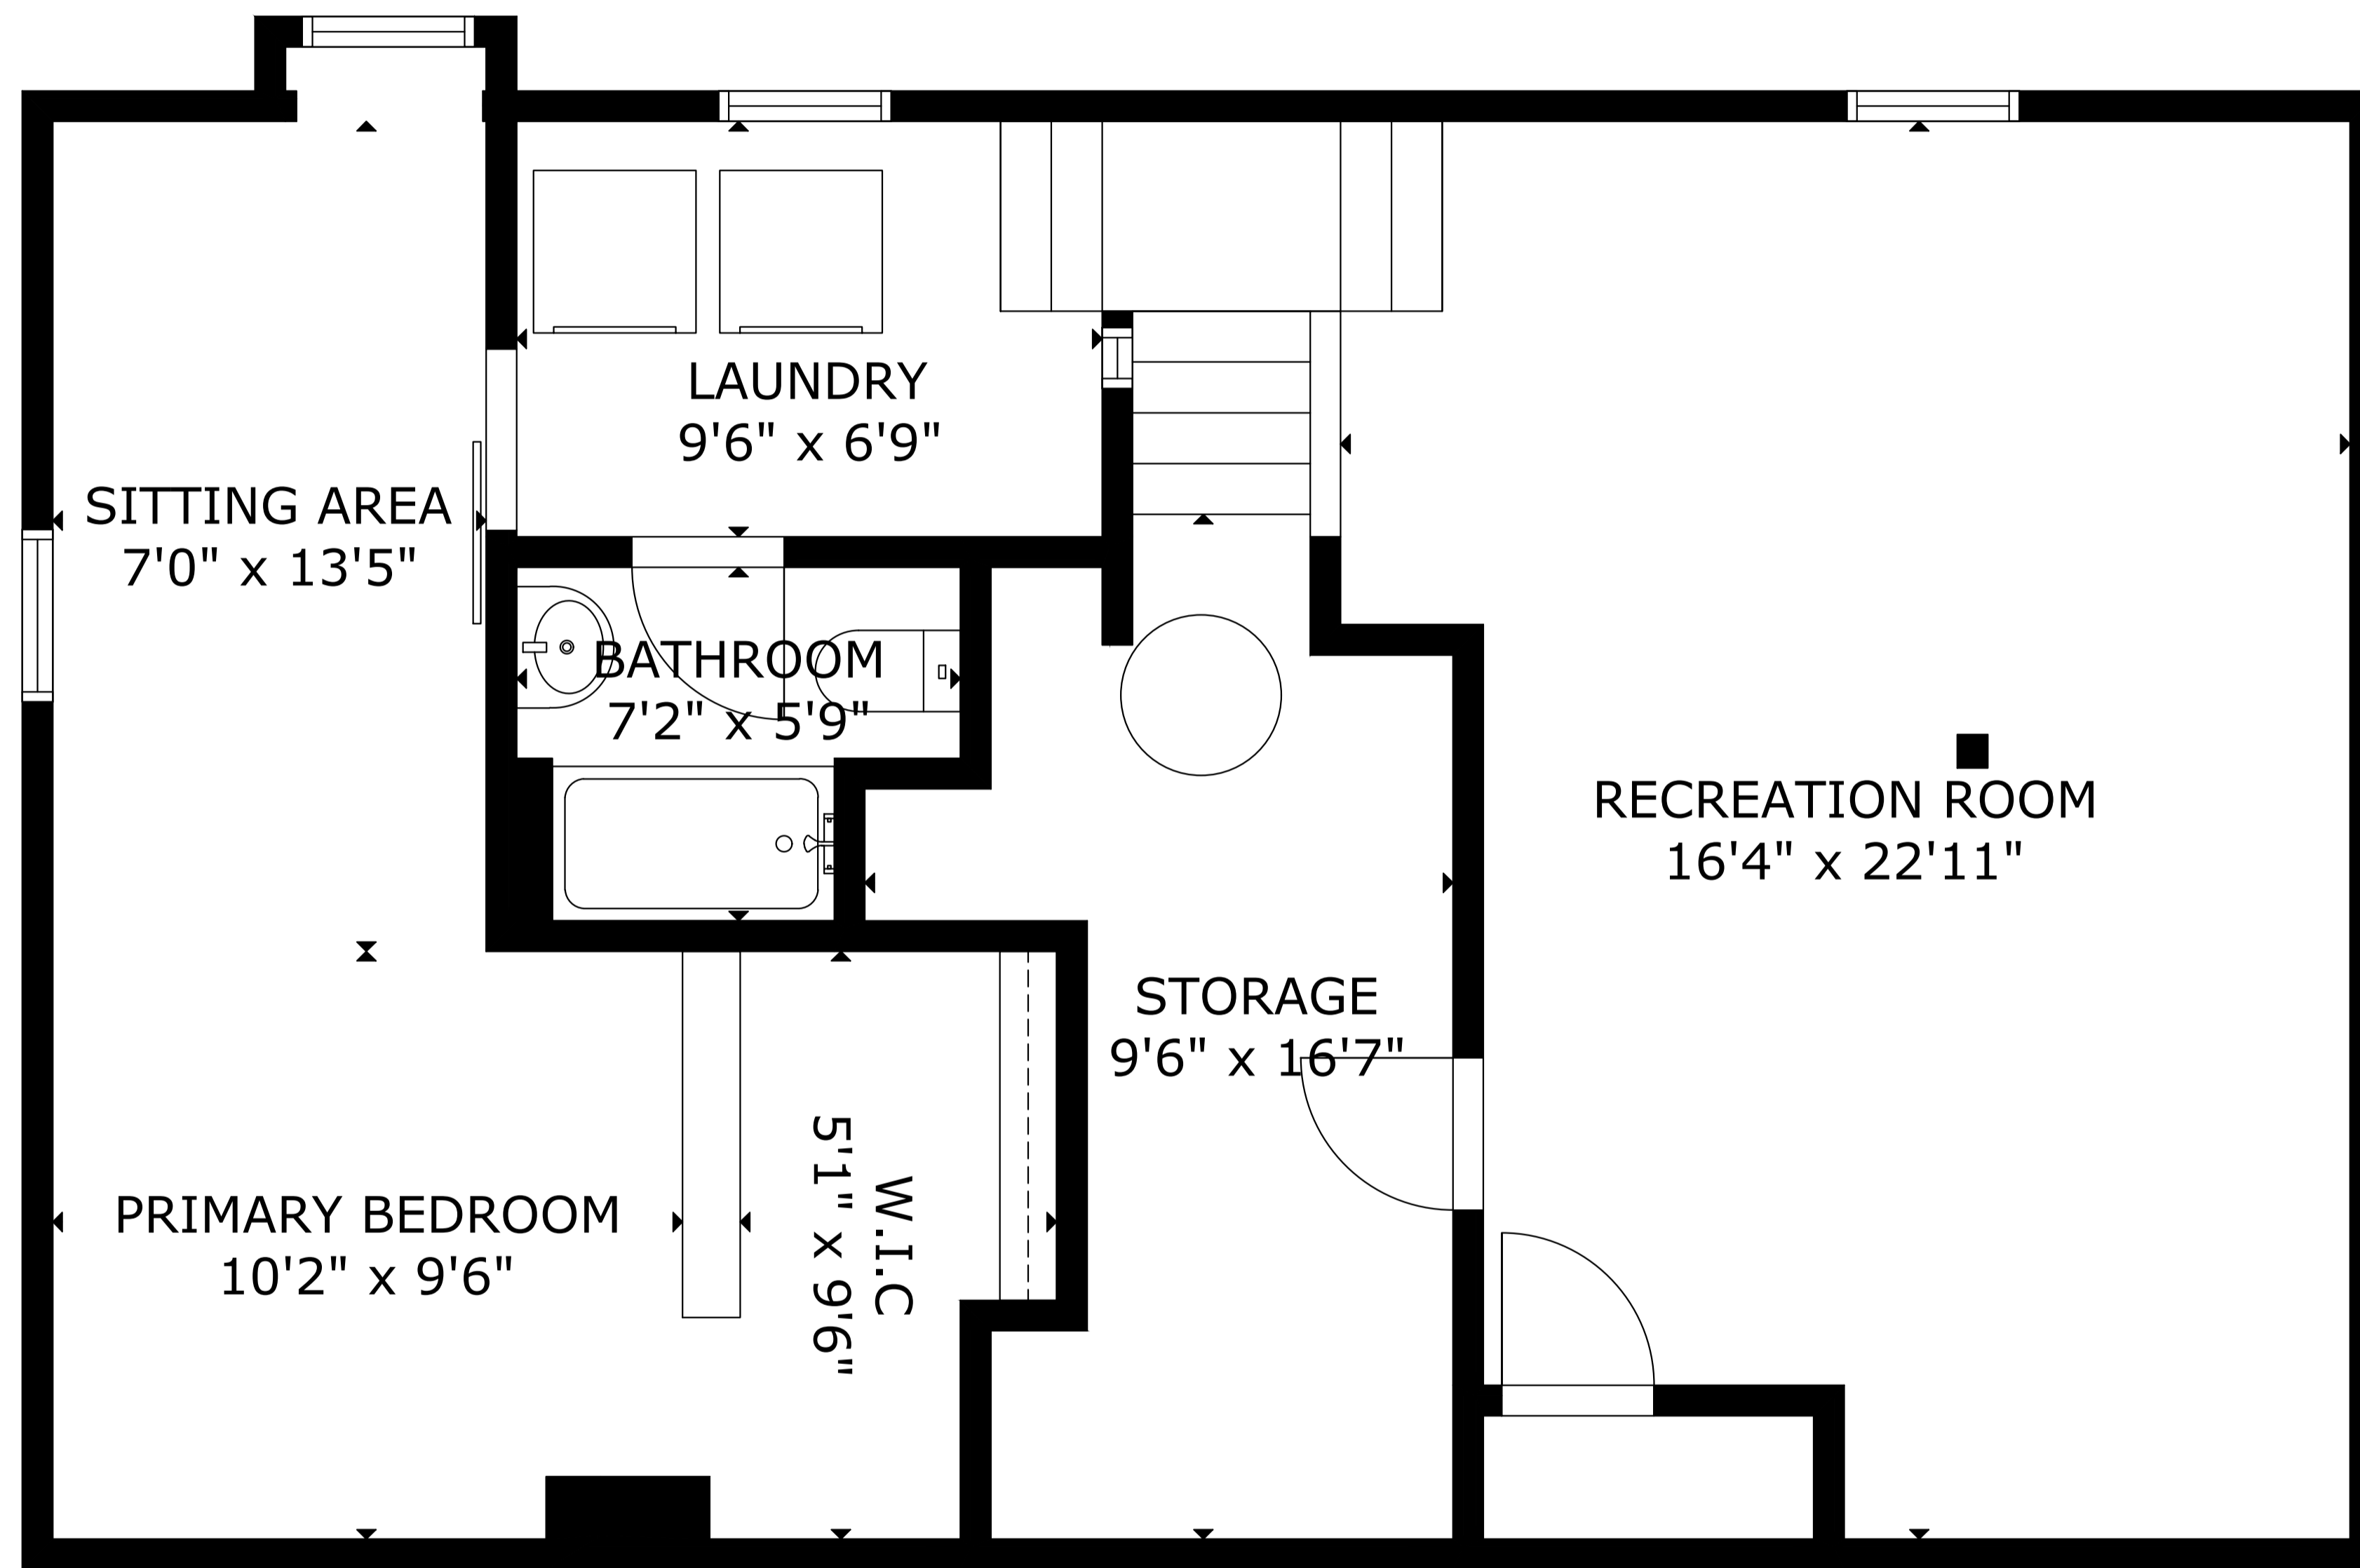 LAUNDRY
9'6" x 6'9"
SITTING AREA
7'0" x 13'5"
BATHROOM
7'2" x 5'9"
RECREATION ROOM
16'4" x 22'11"
STORAGE
9'6" x 16'7"
PRIMARY BEDROOM
10'2" x 9'6"
W.I.C
5'1" x 9'6"